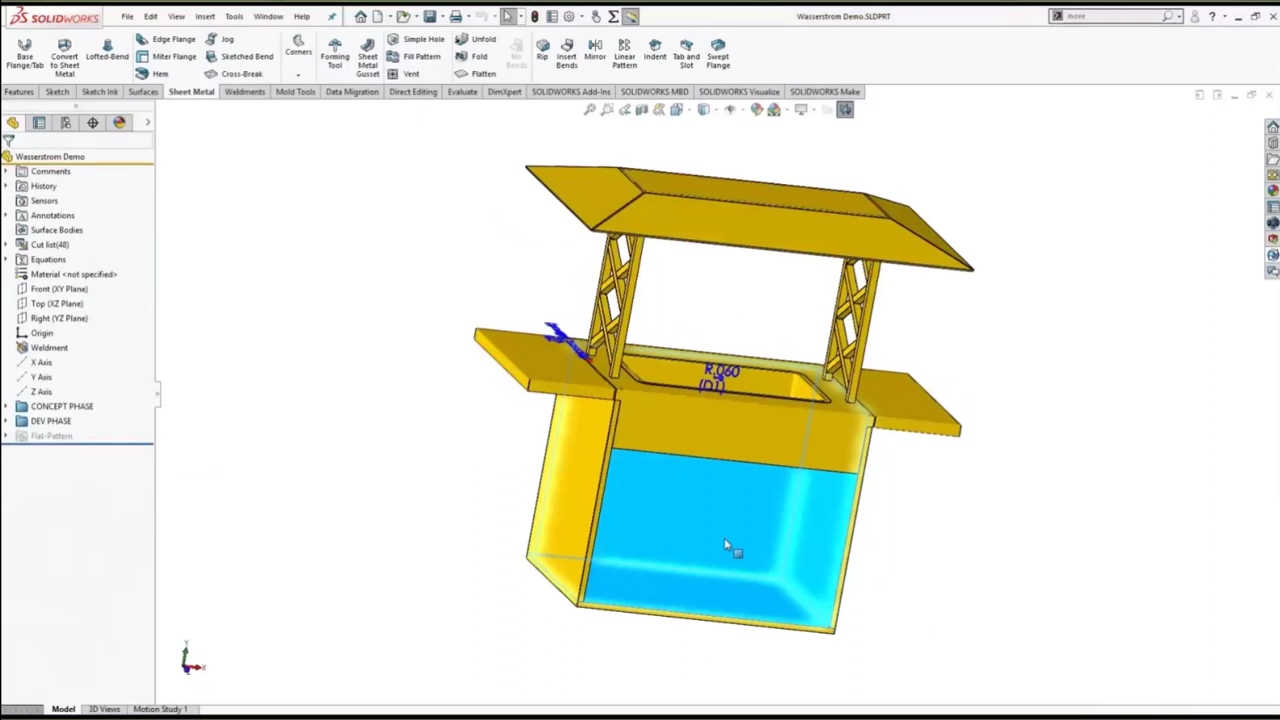 SOLIDWORKS File Edit View Insert Tools Window Help Wasserstrom Demo.SLDPRT move
Base Flange/Tab
Convert to Sheet Metal
Lofted-Bend
Edge Flange
Miter Flange
Hem
Jog
Sketched Bend
Cross-Break
Corners
Forming Tool
Sheet Metal Gusset
Simple Hole
Fill Pattern
Vent
Unfold
Fold
Flatten
No Bends
Rip
Insert Bends
Mirror
Linear Pattern
Indent
Tab and Slot
Swept Flange
Features Sketch Sketch Ink Surfaces Sheet Metal Weldments Mold Tools Data Migration Direct Editing Evaluate DimXpert SOLIDWORKS Add-Ins SOLIDWORKS MBD SOLIDWORKS Visualize SOLIDWORKS Make
Wasserstrom Demo
Comments
History
Sensors
Annotations
Surface Bodies
Cut list(48)
Equations
Material <not specified>
Front (XY Plane)
Top (XZ Plane)
Right (YZ Plane)
Origin
Weldment
X Axis
Y Axis
Z Axis
CONCEPT PHASE
DEV PHASE
Flat-Pattern
R.060
(D1)
Y
X
Model 3D Views Motion Study 1